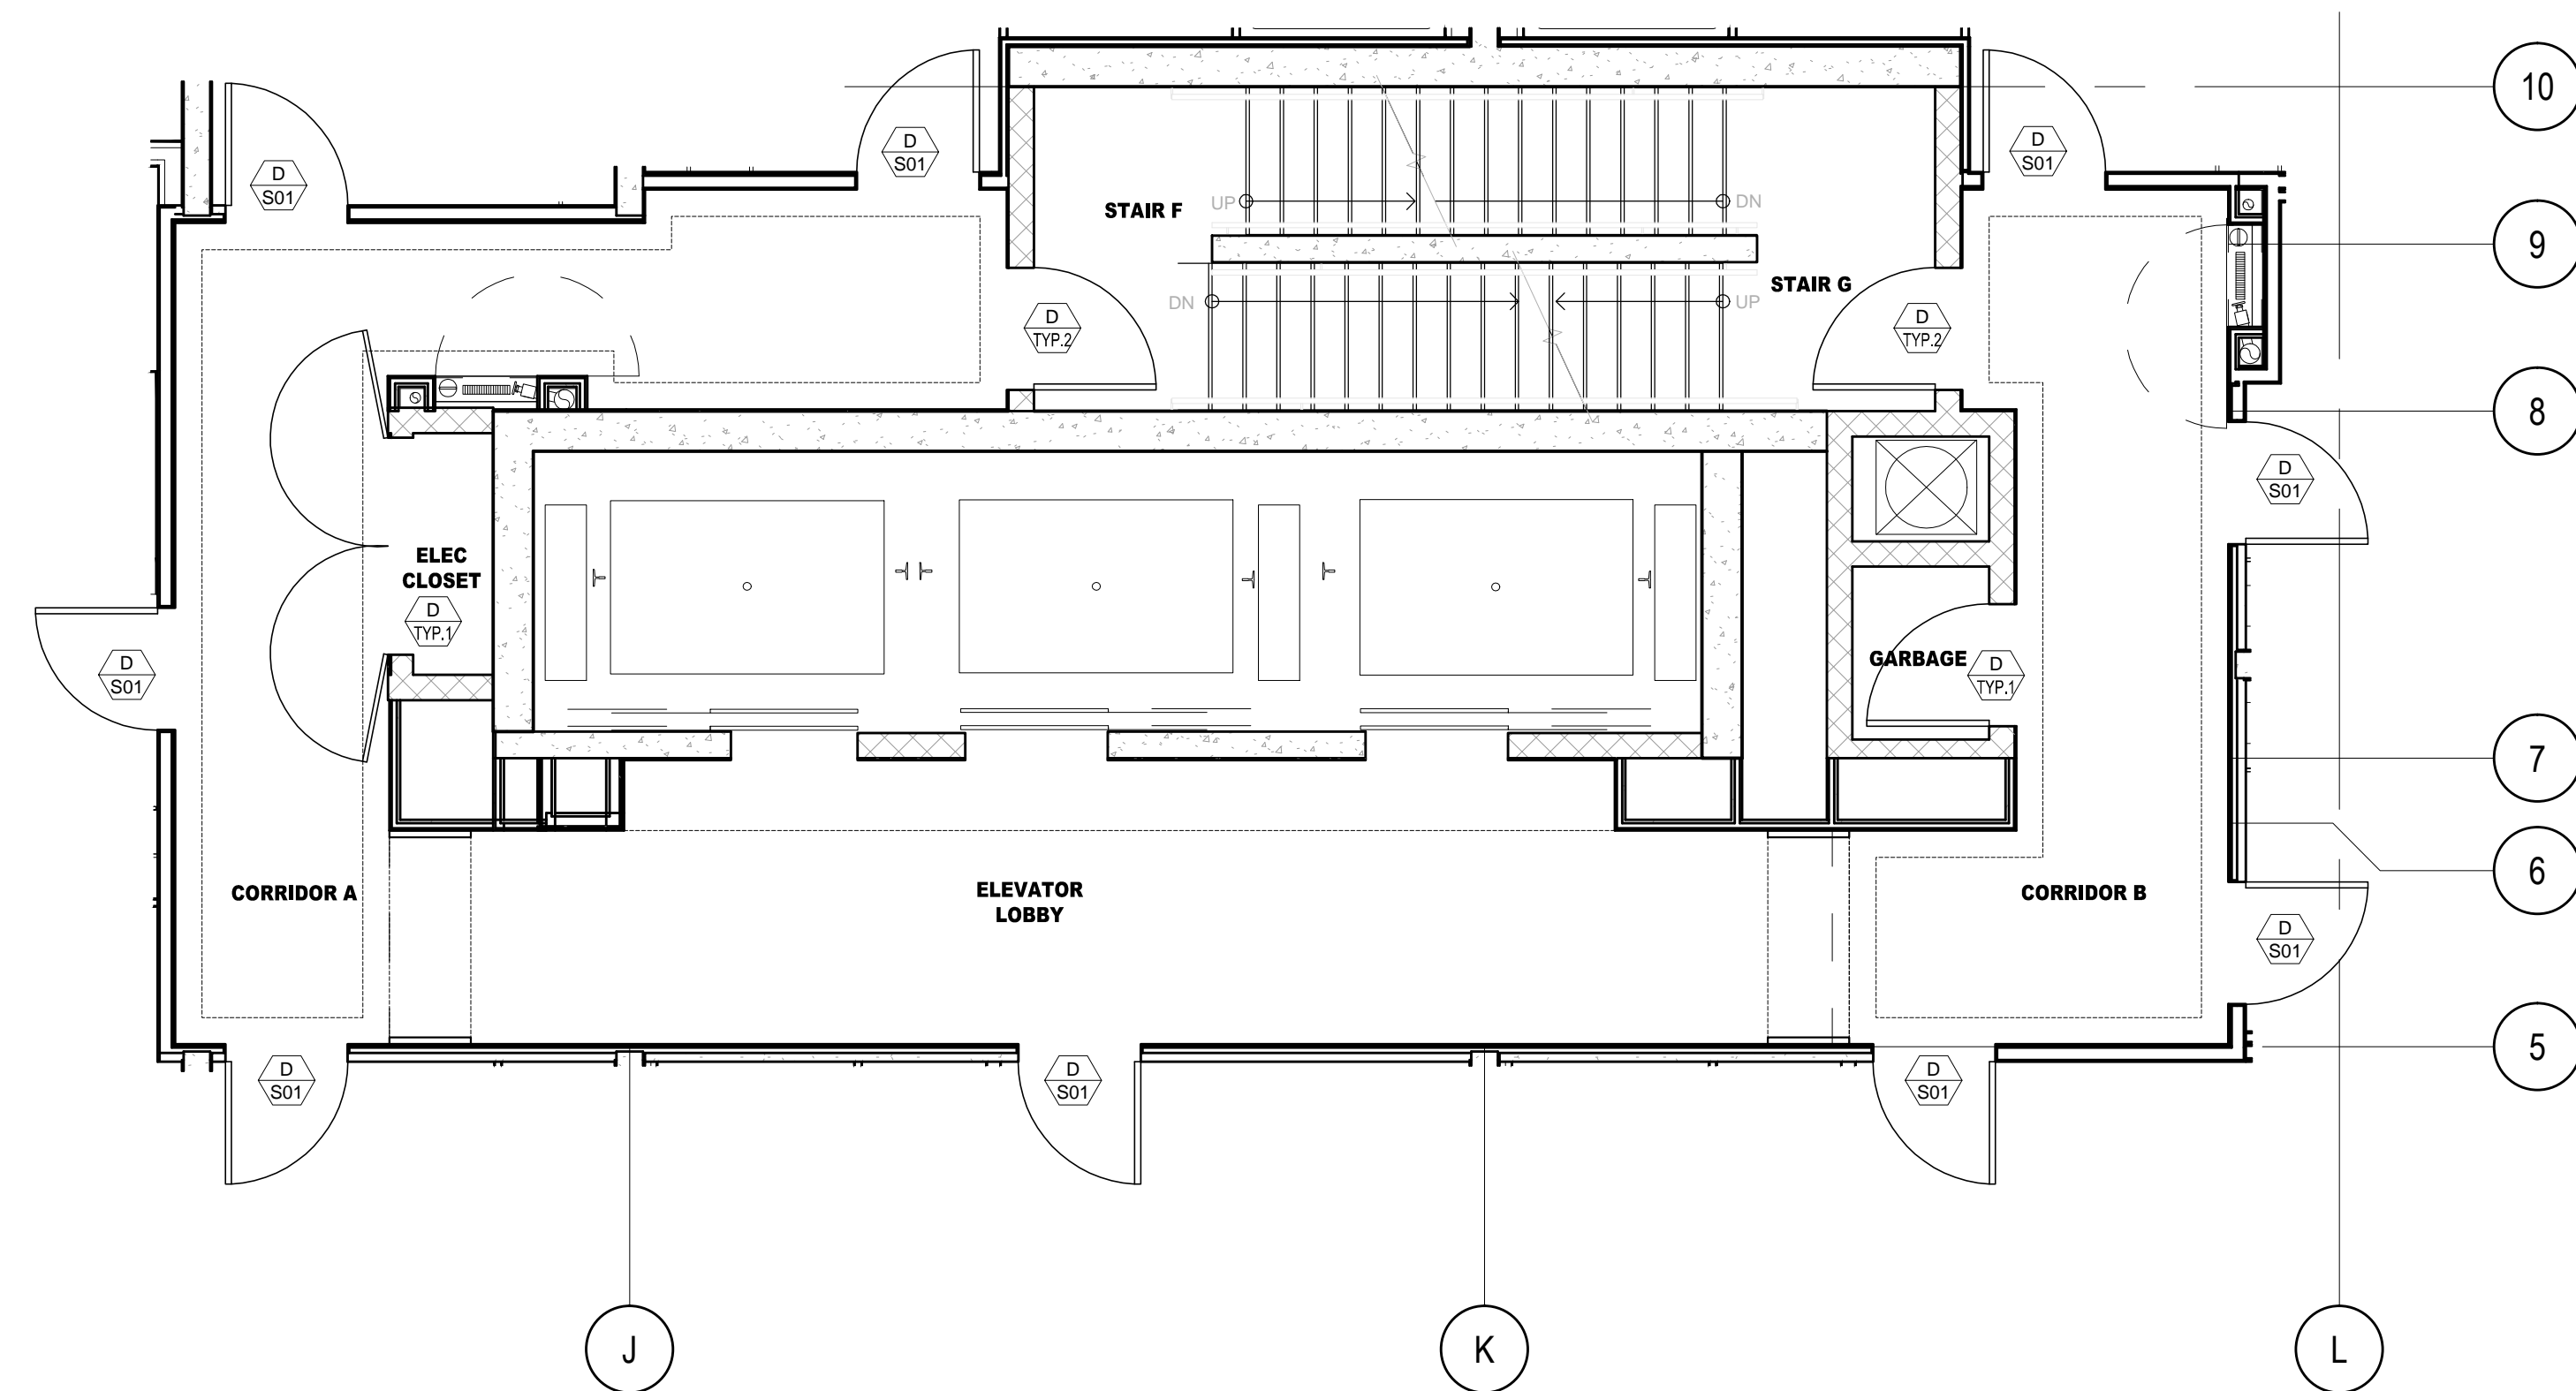 10
D
S01
D
S01
D
S01
UP
DN
STAIR F
9
STAIR G
DN
UP
D
TYP.2
D
TYP.2
8
D
S01
ELEC
CLOSET
D
TYP.1
D
S01
GARBAGE
D
TYP.1
7
6
CORRIDOR A
ELEVATOR
LOBBY
CORRIDOR B
D
S01
5
D
S01
D
S01
D
S01
J
K
L